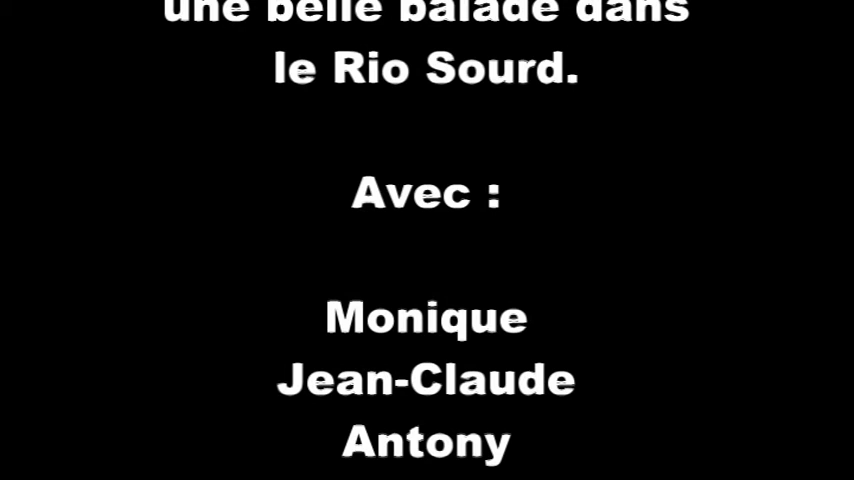 une belle balade dans
le Rio Sourd.
Avec :
Monique
Jean-Claude
Antony